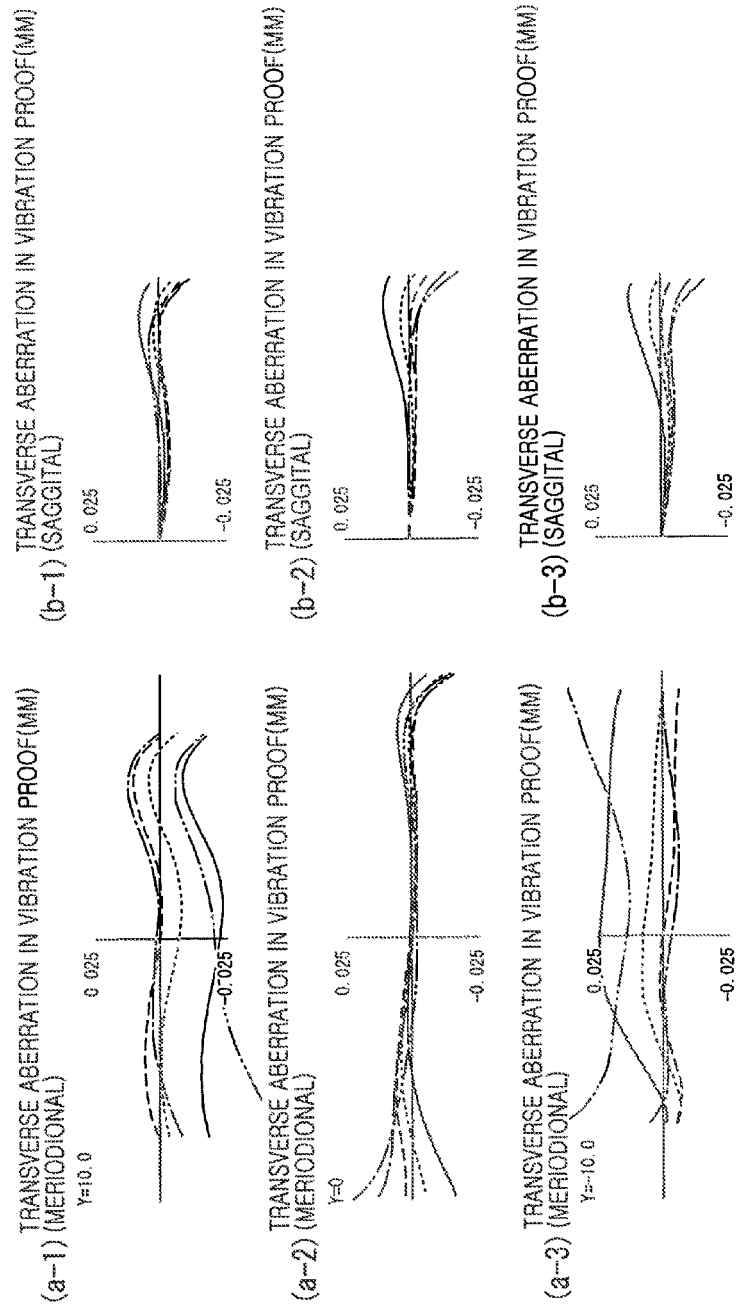 TRANSVERSE ABERRATION IN VIBRATION PROOF(MM)
(a-1) (MERIODIONAL)
Y=10.0
0.025
-0.025
TRANSVERSE ABERRATION IN VIBRATION PROOF(MM)
(b-1) (SAGGITAL)
0.025
-0.025
TRANSVERSE ABERRATION IN VIBRATION PROOF(MM)
(a-2) (MERIODIONAL)
Y=0
0.025
-0.025
TRANSVERSE ABERRATION IN VIBRATION PROOF(MM)
(b-2) (SAGGITAL)
0.025
-0.025
TRANSVERSE ABERRATION IN VIBRATION PROOF(MM)
(a-3) (MERIODIONAL)
Y=-10.0
0.025
-0.025
TRANSVERSE ABERRATION IN VIBRATION PROOF(MM)
(b-3) (SAGGITAL)
0.025
-0.025